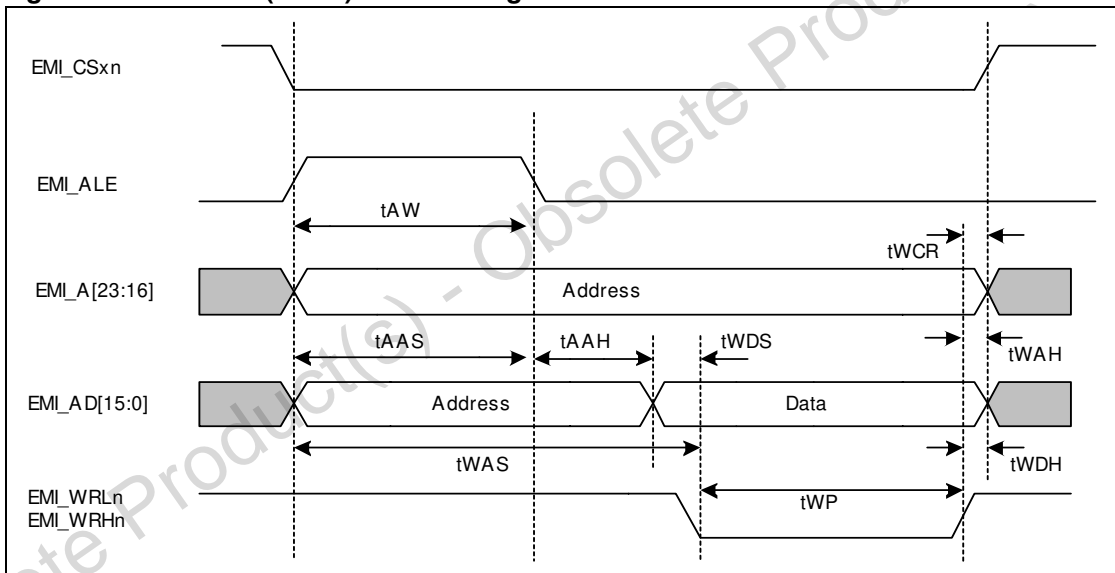 EMI_CSxn
EMI_ALE
tAW
tWCR
EMI_A[23:16]
Address
tAAS
tAAH
tWDS
tWAH
EMI_AD[15:0]
Address
Data
tWAS
tWDH
EMI_WRLn
EMI_WRHn
tWP
Product(s) - Obsolete Product